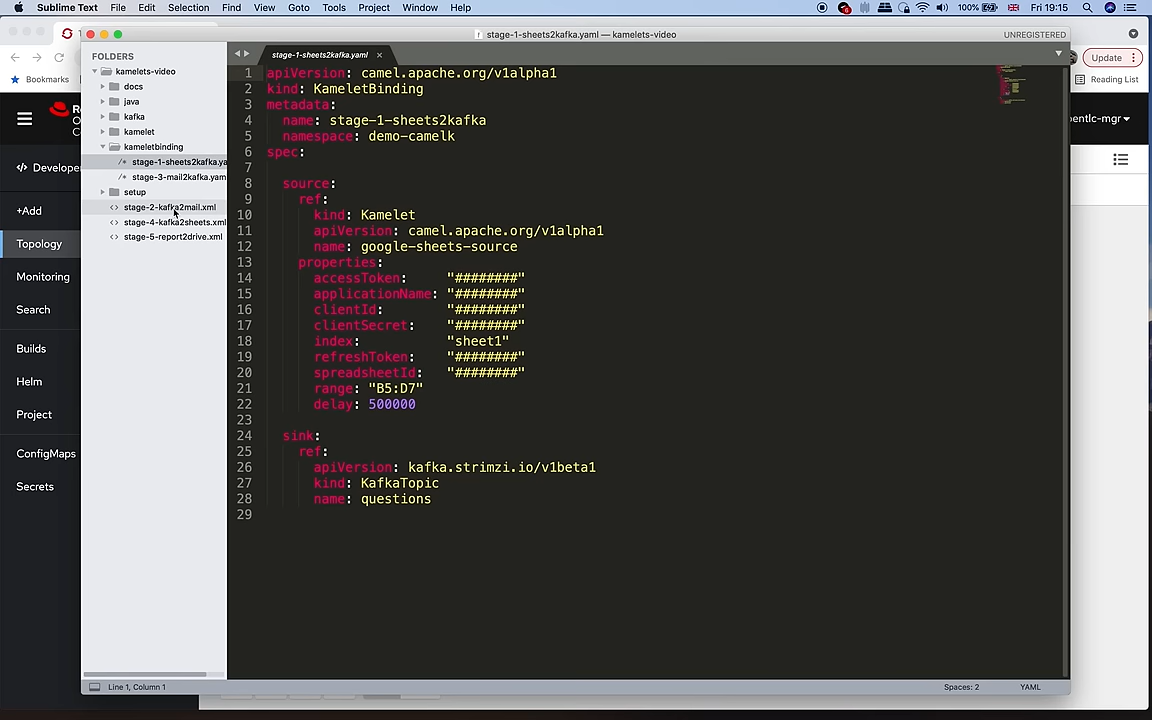 Sublime Text File Edit Selection Find View Goto Tools Project Window Help
6
100%
Fri 19:15
stage-1-sheets2kafka.yaml — kamelets-video
UNREGISTERED
Update
Bookmarks
Reading List
Developer
+Add
Topology
Monitoring
Search
Builds
Helm
Project
ConfigMaps
Secrets
FOLDERS
kamelets-video
docs
java
kafka
kamelet
kameletbinding
/* stage-1-sheets2kafka.ya
/* stage-3-mail2kafka.yam
setup
<> stage-2-kafka2mail.xml
<> stage-4-kafka2sheets.xml
<> stage-5-report2drive.xml
stage-1-sheets2kafka.yaml ×
1 apiVersion: camel.apache.org/v1alpha1
2 kind: KameletBinding
3 metadata:
4 name: stage-1-sheets2kafka
5 namespace: demo-camelk
6 spec:
7
8 source:
9 ref:
10 kind: Kamelet
11 apiVersion: camel.apache.org/v1alpha1
12 name: google-sheets-source
13 properties:
14 accessToken: "########"
15 applicationName: "########"
16 clientId: "########"
17 clientSecret: "########"
18 index: "sheet1"
19 refreshToken: "########"
20 spreadsheetId: "########"
21 range: "B5:D7"
22 delay: 500000
23
24 sink:
25 ref:
26 apiVersion: kafka.strimzi.io/v1beta1
27 kind: KafkaTopic
28 name: questions
29
entlc-mgr
Line 1, Column 1
Spaces: 2
YAML